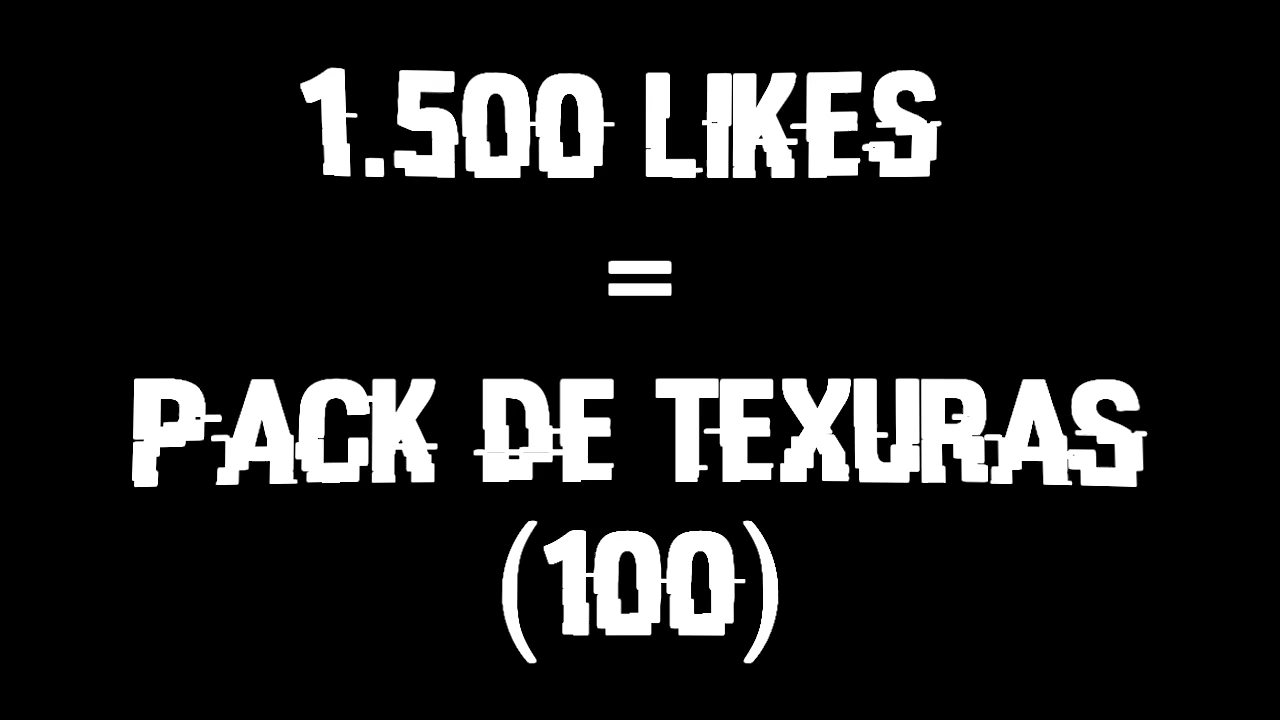 1.500 LIKES
=
PACK DE TEXURAS
(100)